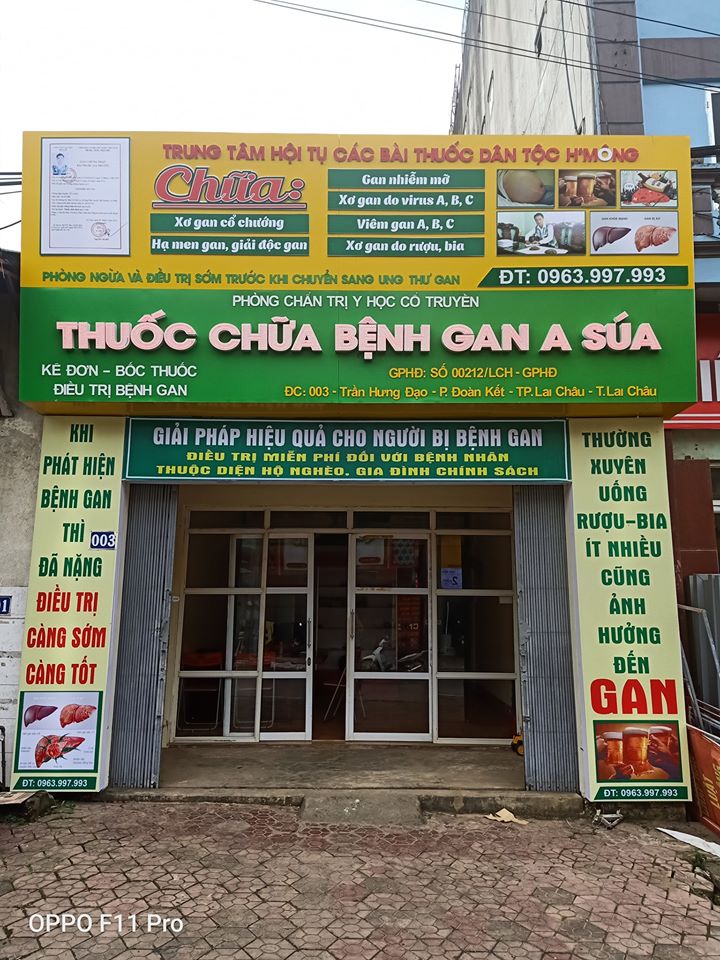 TRUNG TÂM HỘI TỤ CÁC BÀI THUỐC DÂN TỘC H'MÔNG
Chữa:
Xơ gan cổ chướng
Hạ men gan, giải độc gan
Gan nhiễm mỡ
Xơ gan do virus A, B, C
Viêm gan A, B, C
Xơ gan do rượu, bia
PHÒNG NGỪA VÀ ĐIỀU TRỊ SỚM TRƯỚC KHI CHUYỂN SANG UNG THƯ GAN
ĐT: 0963.997.993
PHÒNG CHẨN TRỊ Y HỌC CỔ TRUYỀN
THUỐC CHỮA BỆNH GAN A SÚA
KÊ ĐƠN – BỐC THUỐC
ĐIỀU TRỊ BỆNH GAN
GPHĐ: SỐ 00212/LCH - GPHĐ
ĐC: 003 - Trần Hưng Đạo - P. Đoàn Kết - TP.Lai Châu - T.Lai Châu
GIẢI PHÁP HIỆU QUẢ CHO NGƯỜI BỊ BỆNH GAN
ĐIỀU TRỊ MIỄN PHÍ ĐỐI VỚI BỆNH NHÂN
THUỘC DIỆN HỘ NGHÈO. GIA ĐÌNH CHÍNH SÁCH
KHI
PHÁT HIỆN
BỆNH GAN
THÌ
003
ĐÃ NẶNG
ĐIỀU TRỊ
CÀNG SỚM
CÀNG TỐT
ĐT: 0963.997.993
THƯỜNG
XUYÊN
UỐNG
RƯỢU-BIA
ÍT NHIỀU
CŨNG
ẢNH
HƯỞNG
ĐẾN
GAN
ĐT: 0963.997.993
OPPO F11 Pro